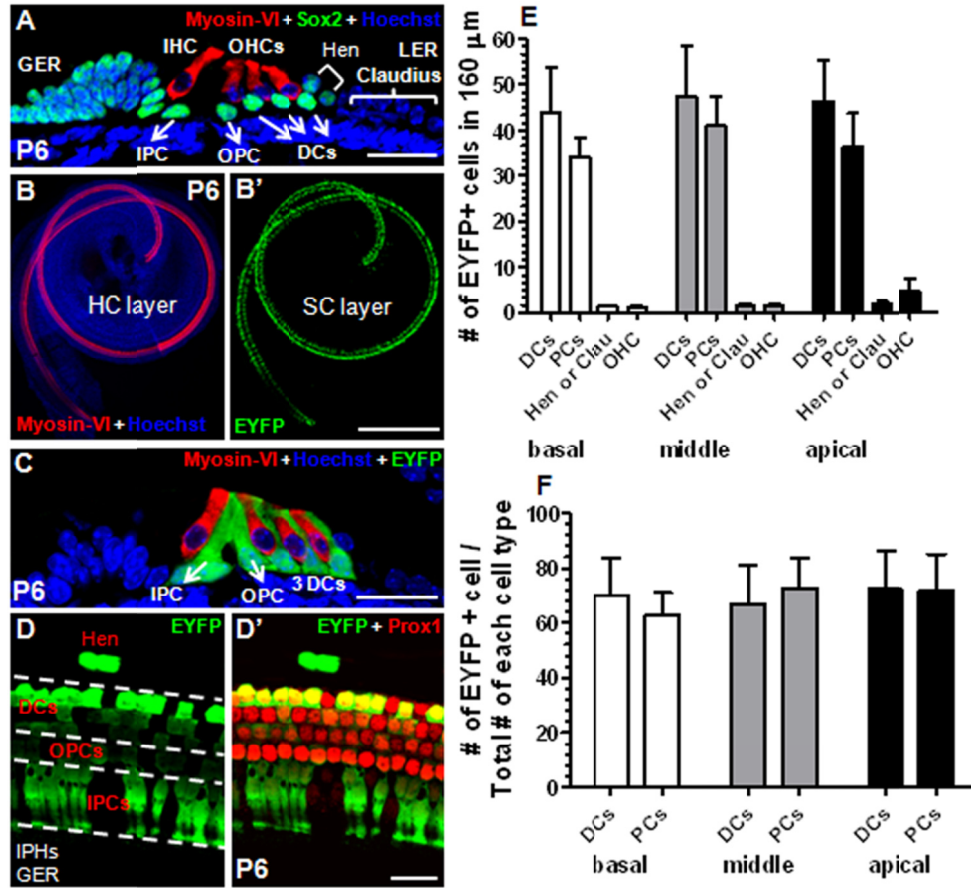 A
Myosin-VI + Sox2 + Hoechst
IHC OHCs Hen LER
GER Claudius
P6 IPC OPC DCs
B P6
HC layer
Myosin-VI + Hoechst
B'
SC layer
EYFP
C
Myosin-VI + Hoechst + EYFP
P6 IPC OPC 3 DCs
D EYFP
Hen
DCs
OPCs
IPCs
IPHs
GER
D' EYFP + Prox1
P6
E
# of EYFP+ cells in 160 μm
60
50
40
30
20
10
0
DCs PCs Hen or Clau OHC DCs PCs Hen or Clau OHC DCs PCs Hen or Clau OHC
basal middle apical
F
# of EYFP + cell /
Total # of each cell type
100
80
60
40
20
0
DCs PCs DCs PCs DCs PCs
basal middle apical